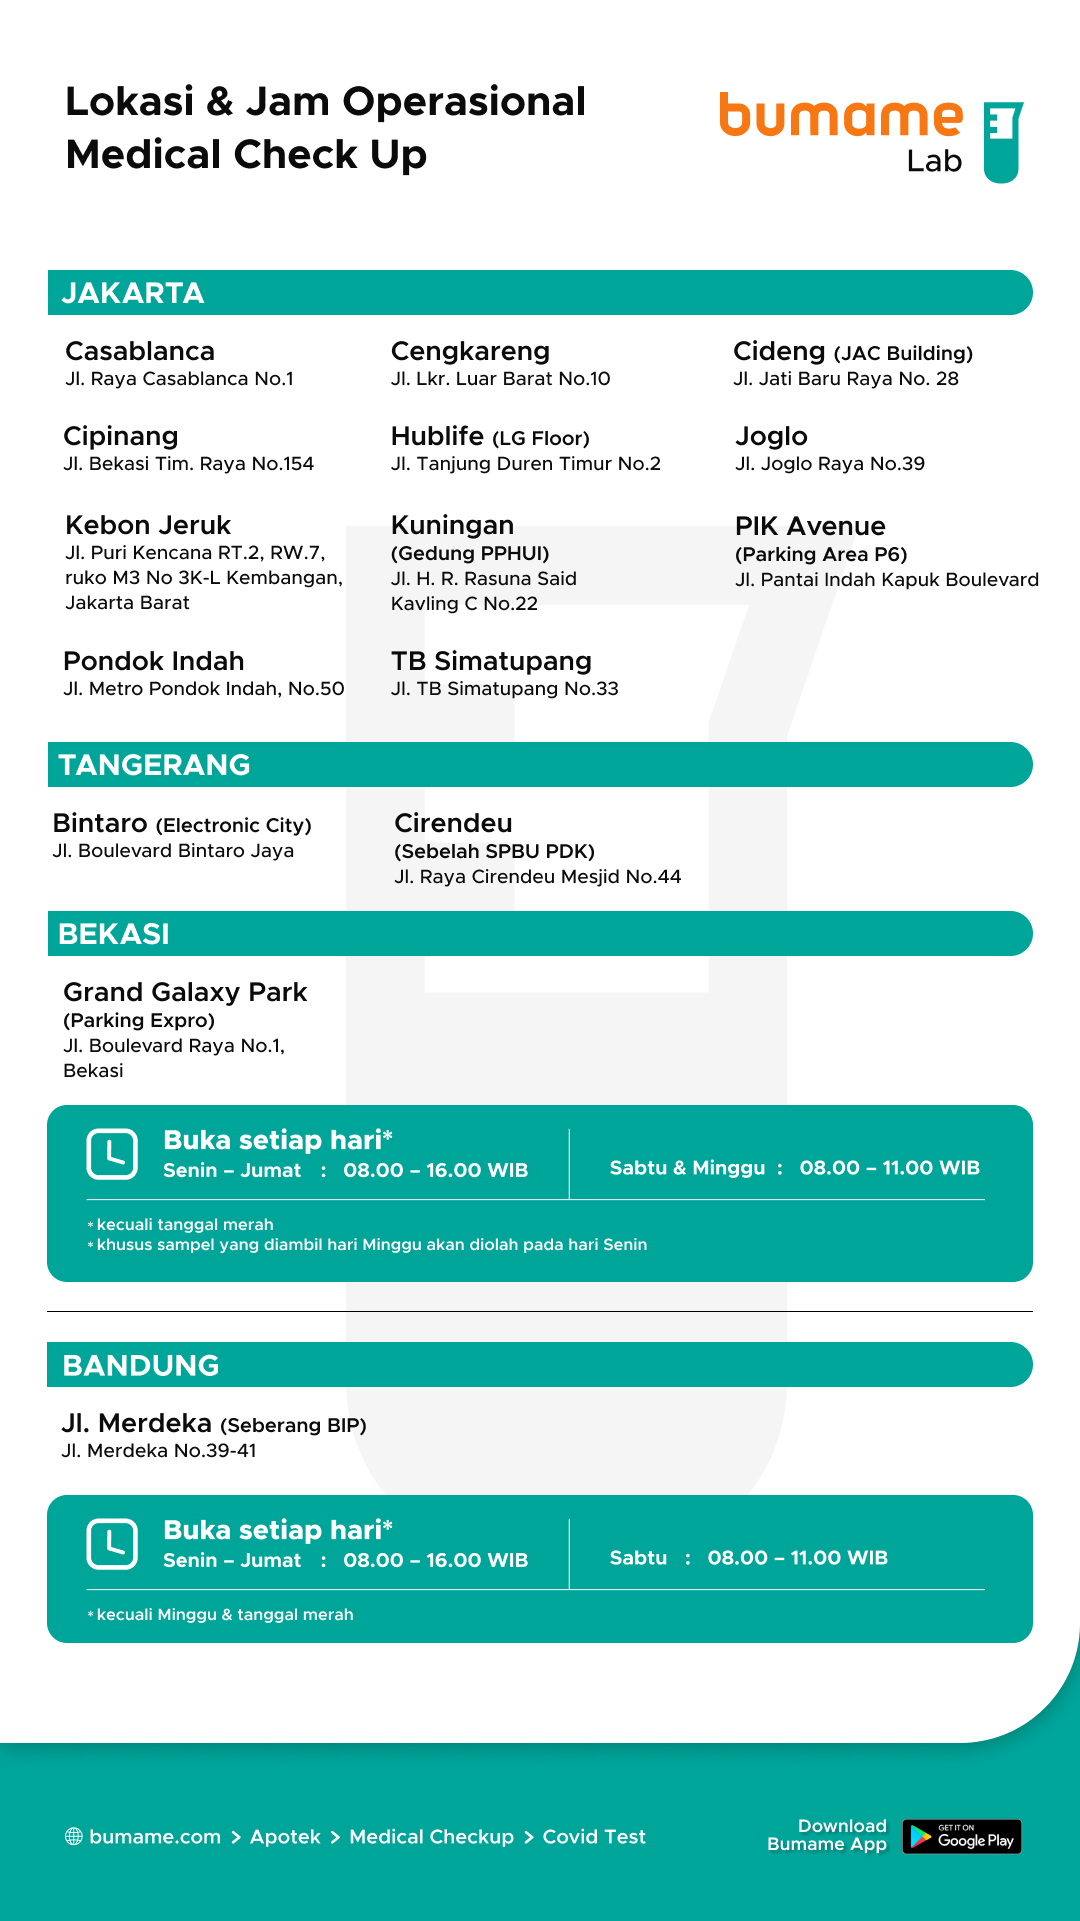 Lokasi & Jam Operasional
Medical Check Up
bumame
Lab
JAKARTA
Casablanca
Jl. Raya Casablanca No.1
Cengkareng
Jl. Lkr. Luar Barat No.10
Cideng (JAC Building)
Jl. Jati Baru Raya No. 28
Cipinang
Jl. Bekasi Tim. Raya No.154
Hublife (LG Floor)
Jl. Tanjung Duren Timur No.2
Joglo
Jl. Joglo Raya No.39
Kebon Jeruk
Jl. Puri Kencana RT.2, RW.7,
ruko M3 No 3K-L Kembangan,
Jakarta Barat
Kuningan
(Gedung PPHUI)
Jl. H. R. Rasuna Said
Kavling C No.22
PIK Avenue
(Parking Area P6)
Jl. Pantai Indah Kapuk Boulevard
Pondok Indah
Jl. Metro Pondok Indah, No.50
TB Simatupang
Jl. TB Simatupang No.33
TANGERANG
Bintaro (Electronic City)
Jl. Boulevard Bintaro Jaya
Cirendeu
(Sebelah SPBU PDK)
Jl. Raya Cirendeu Mesjid No.44
BEKASI
Grand Galaxy Park
(Parking Expro)
Jl. Boulevard Raya No.1,
Bekasi
Buka setiap hari*
Senin – Jumat : 08.00 – 16.00 WIB
Sabtu & Minggu : 08.00 – 11.00 WIB
* kecuali tanggal merah
* khusus sampel yang diambil hari Minggu akan diolah pada hari Senin
BANDUNG
Jl. Merdeka (Seberang BIP)
Jl. Merdeka No.39-41
Buka setiap hari*
Senin – Jumat : 08.00 – 16.00 WIB
Sabtu : 08.00 – 11.00 WIB
* kecuali Minggu & tanggal merah
bumame.com > Apotek > Medical Checkup > Covid Test
Download
Bumame App
GET IT ON
Google Play